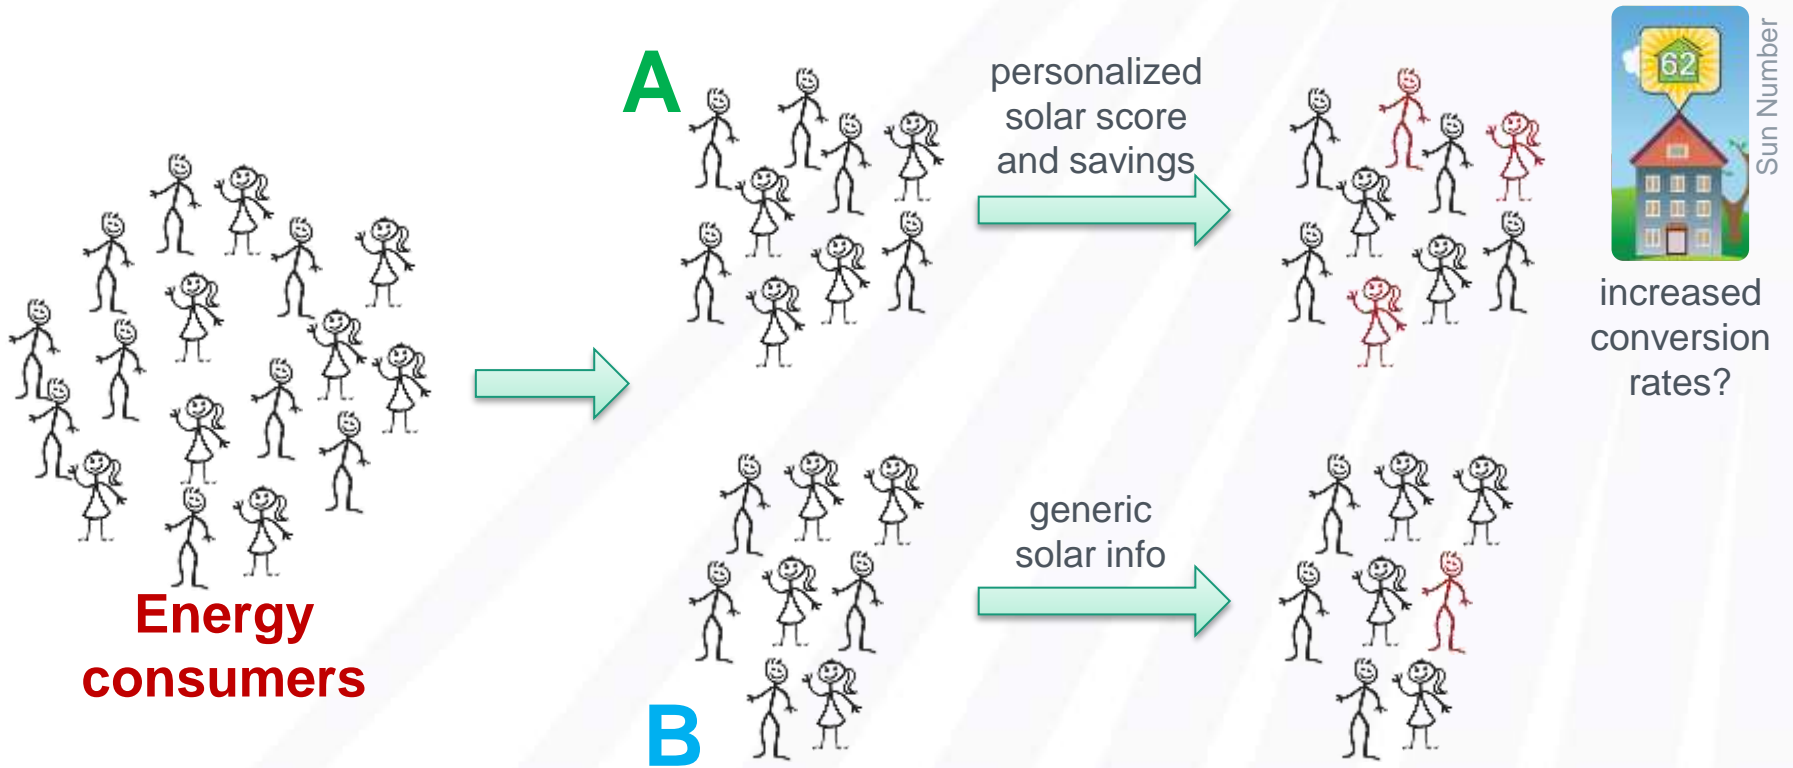 Energy
consumers
A
personalized
solar score
and savings
62
Sun Number
increased
conversion
rates?
B
generic
solar info